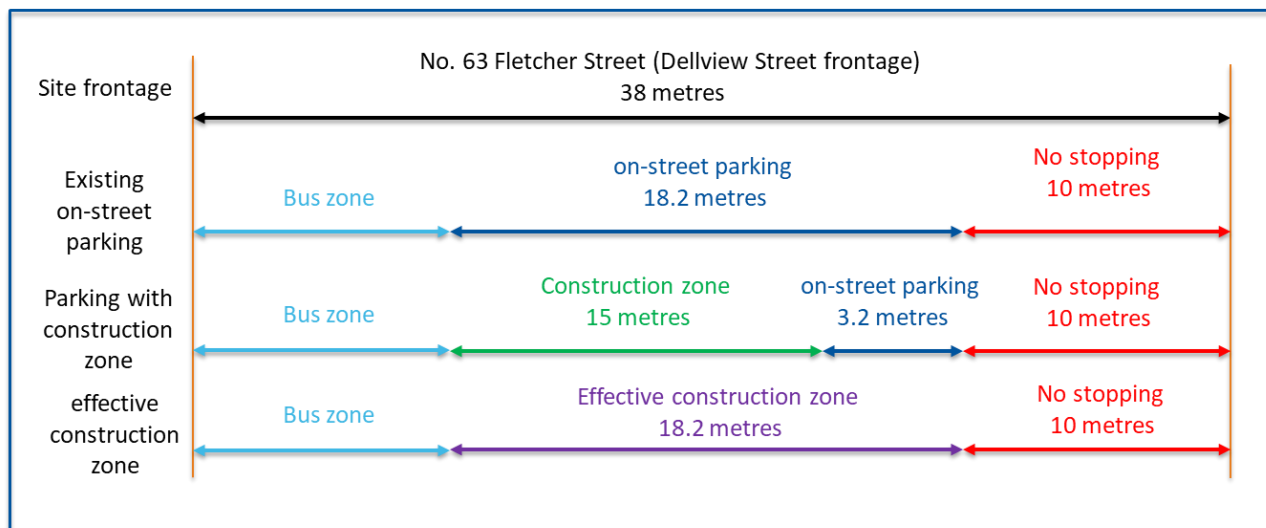 No. 63 Fletcher Street (Dellview Street frontage)
38 metres
Site frontage
Existing
on-street
parking
Bus zone
on-street parking
18.2 metres
No stopping
10 metres
Parking with
construction
zone
Bus zone
Construction zone
15 metres
on-street parking
3.2 metres
No stopping
10 metres
effective
construction
zone
Bus zone
Effective construction zone
18.2 metres
No stopping
10 metres